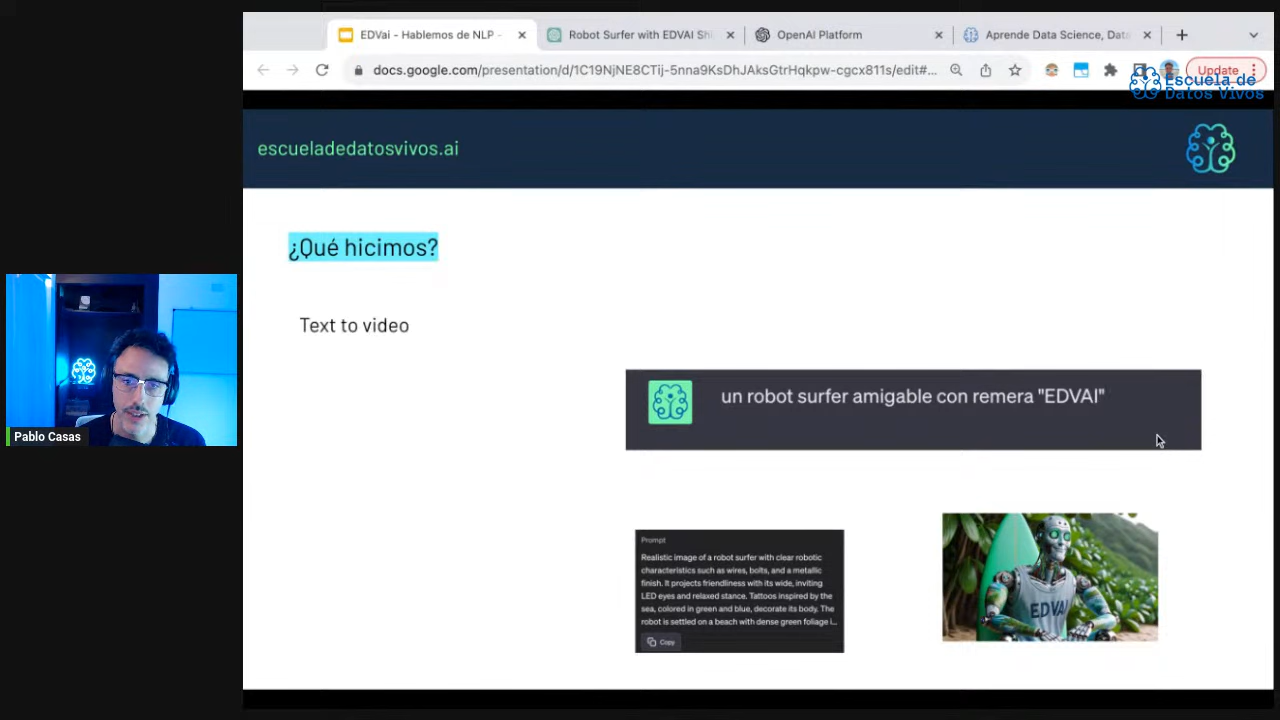 EDVai - Hablemos de NLP -
Robot Surfer with EDVAI Shi
OpenAI Platform
Aprende Data Science, Data
docs.google.com/presentation/d/1C19NjNE8CTij-5nna9KsDhJAksGtrHqkpw-cgcx811s/edit#...
Update
Escuela de
Datos Vivos
escueladedatosvivos.ai
¿Qué hicimos?
Text to video
un robot surfer amigable con remera "EDVAI"
Pablo Casas
Prompt
Realistic image of a robot surfer with clear robotic
characteristics such as wires, bolts, and a metallic
finish. It projects friendliness with its wide, inviting
LED eyes and relaxed stance. Tattoos inspired by the
sea, colored in green and blue, decorate its body. The
robot is settled on a beach with dense green foliage i...
Copy
EDVAI